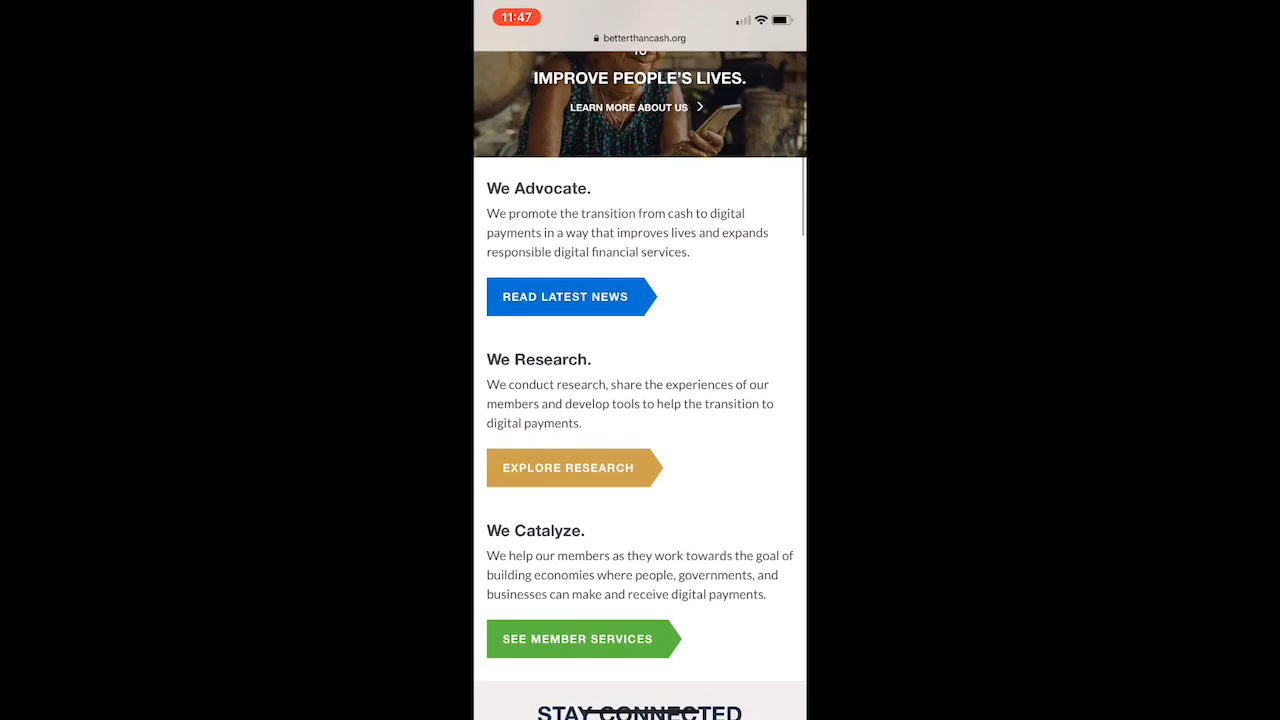 11:47
betterthancash.org
IMPROVE PEOPLE'S LIVES.
LEARN MORE ABOUT US
We Advocate.
We promote the transition from cash to digital
payments in a way that improves lives and expands
responsible digital financial services.
READ LATEST NEWS
We Research.
We conduct research, share the experiences of our
members and develop tools to help the transition to
digital payments.
EXPLORE RESEARCH
We Catalyze.
We help our members as they work towards the goal of
building economies where people, governments, and
businesses can make and receive digital payments.
SEE MEMBER SERVICES
STAY CONNECTED